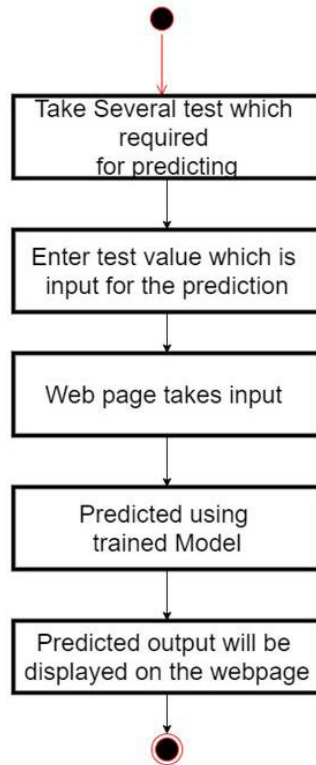 Take Several test which
required
for predicting
Enter test value which is
input for the prediction
Web page takes input
Predicted using
trained Model
Predicted output will be
displayed on the webpage